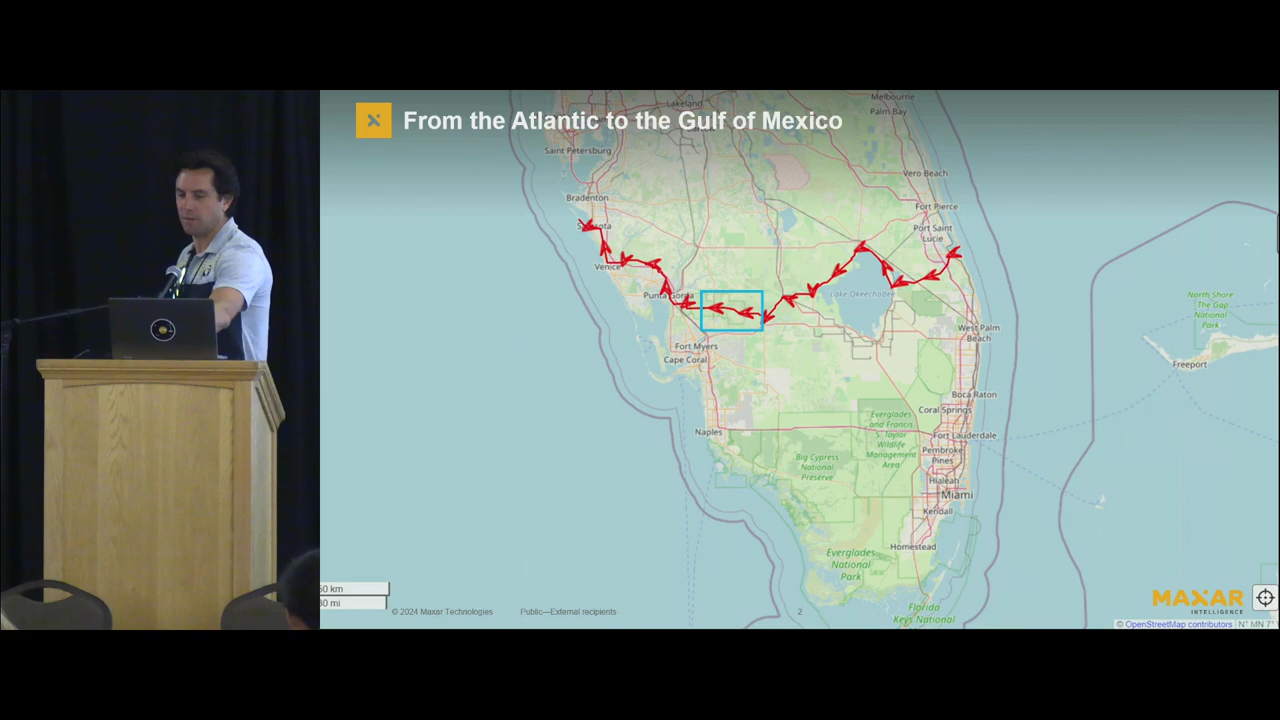 From the Atlantic to the Gulf of Mexico
Lakeland
Melbourne
Palm Bay
Saint Petersburg
Vero Beach
Bradenton
Fort Pierce
Port Saint
Lucie
Venice
Punta Gorda
Lake Okeechobee
North Shore
The Gap
National
Park
West Palm
Beach
Fort Myers
Cape Coral
Freeport
Boca Raton
Coral Springs
Everglades
and Francis
S. Taylor
Wildlife
Management
Area
Naples
Fort Lauderdale
Pembroke
Pines
Big Cypress
National
Preserve
Hialeah
Miami
Kendall
Homestead
Everglades
National
Park
Florida
Keys National
© 2024 Maxar Technologies
Public—External recipients
2
MAXAR
INTELLIGENCE
© OpenStreetMap contributors